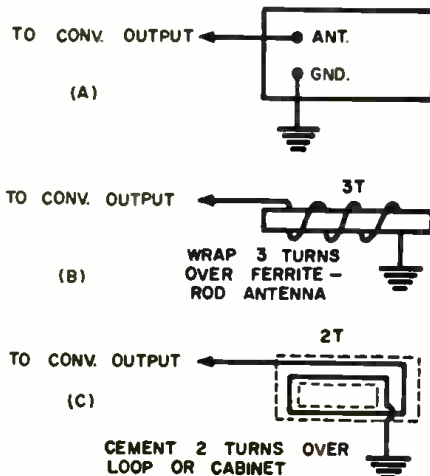 TO CONV. OUTPUT
ANT.
GND.
(A)
TO CONV. OUTPUT
3T
WRAP 3 TURNS
OVER FERRITE –
ROD ANTENNA
(B)
2T
TO CONV. OUTPUT
(C)
CEMENT 2 TURNS OVER
LOOP OR CABINET